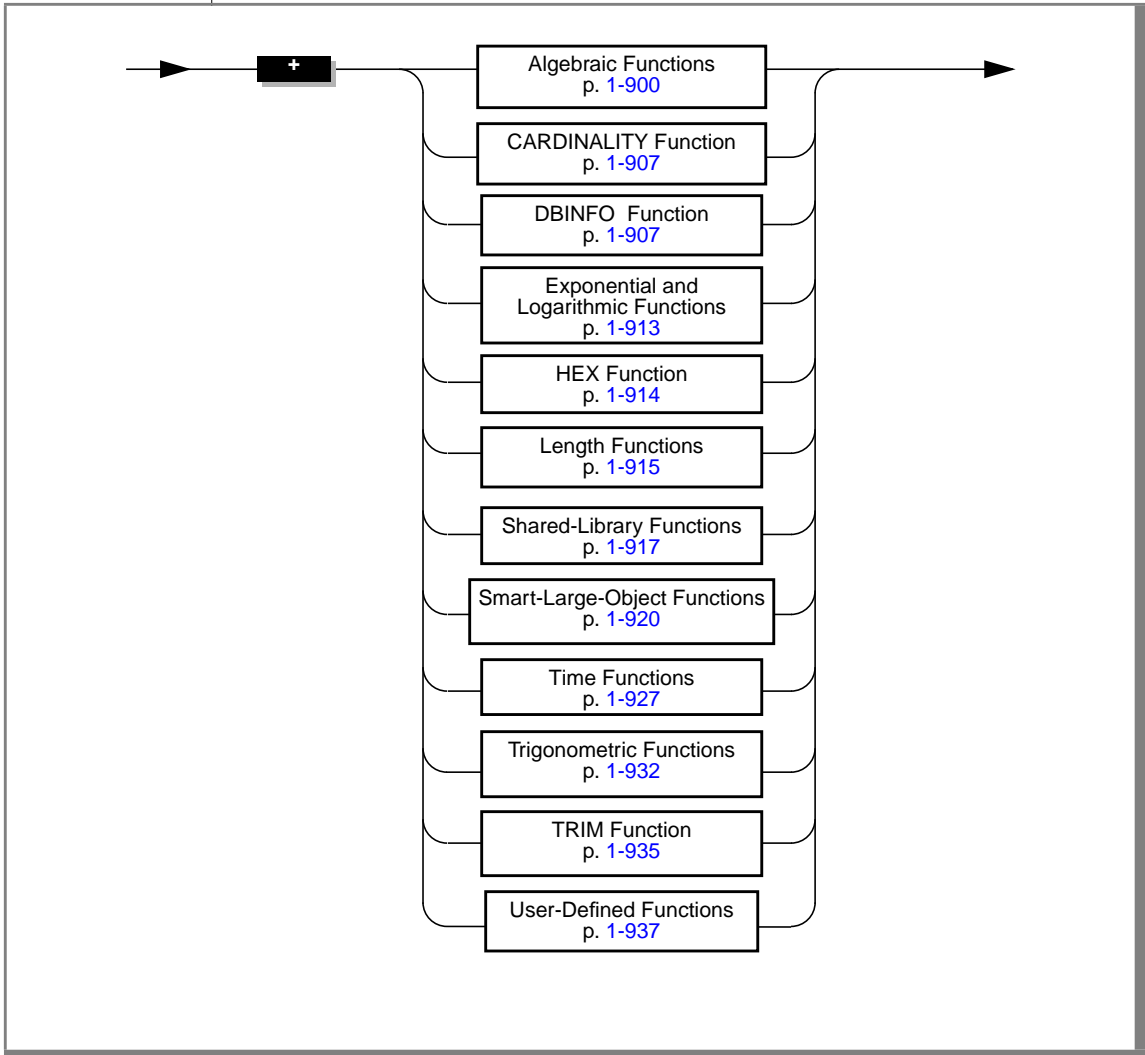 +
Algebraic Functions
p. 1-900
CARDINALITY Function
p. 1-907
DBINFO Function
p. 1-907
Exponential and
Logarithmic Functions
p. 1-913
HEX Function
p. 1-914
Length Functions
p. 1-915
Shared-Library Functions
p. 1-917
Smart-Large-Object Functions
p. 1-920
Time Functions
p. 1-927
Trigonometric Functions
p. 1-932
TRIM Function
p. 1-935
User-Defined Functions
p. 1-937